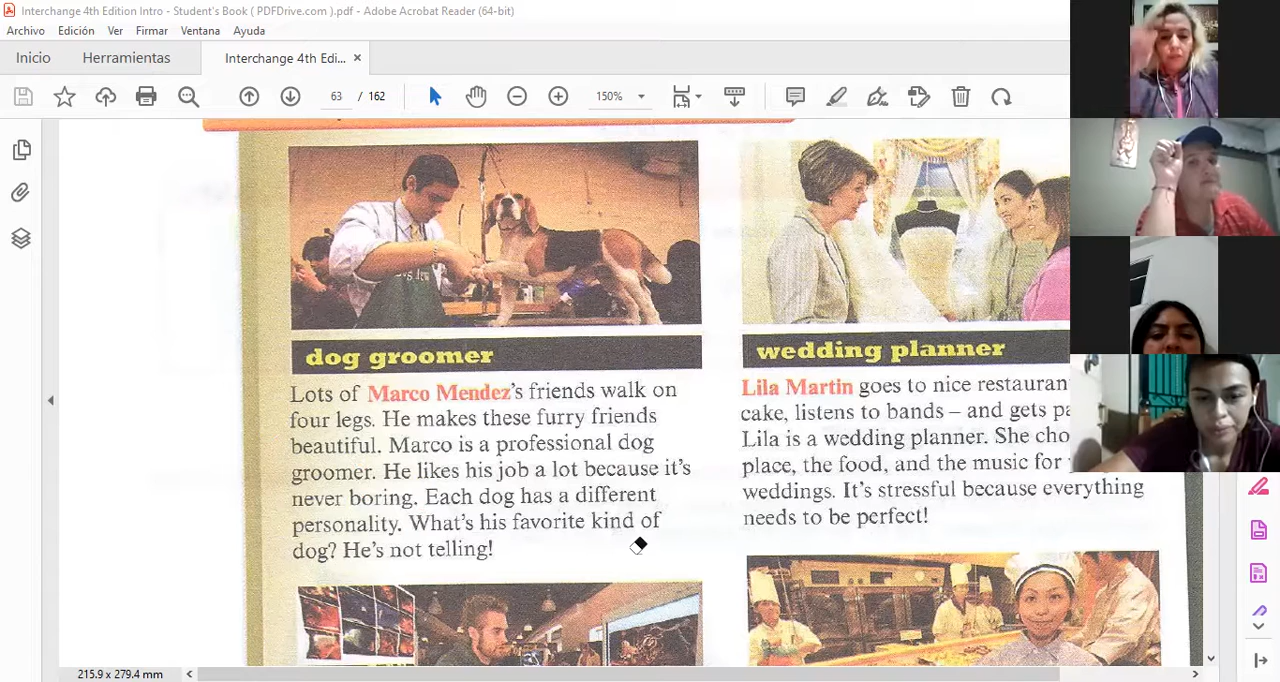 Interchange 4th Edition Intro - Student's Book ( PDFDrive.com ).pdf - Adobe Acrobat Reader (64-bit)
Archivo Edición Ver Firmar Ventana Ayuda
Inicio Herramientas Interchange 4th Edi... ×
63 / 162 150%
dog groomer
Lots of Marco Mendez's friends walk on
four legs. He makes these furry friends
beautiful. Marco is a professional dog
groomer. He likes his job a lot because it's
never boring. Each dog has a different
personality. What's his favorite kind of
dog? He's not telling!
wedding planner
Lila Martin goes to nice
cake, listens to bands – and gets
Lila is a wedding planner. She
place, the food, and the music for
weddings. It's stressful because everything
needs to be perfect!
215.9 x 279.4 mm